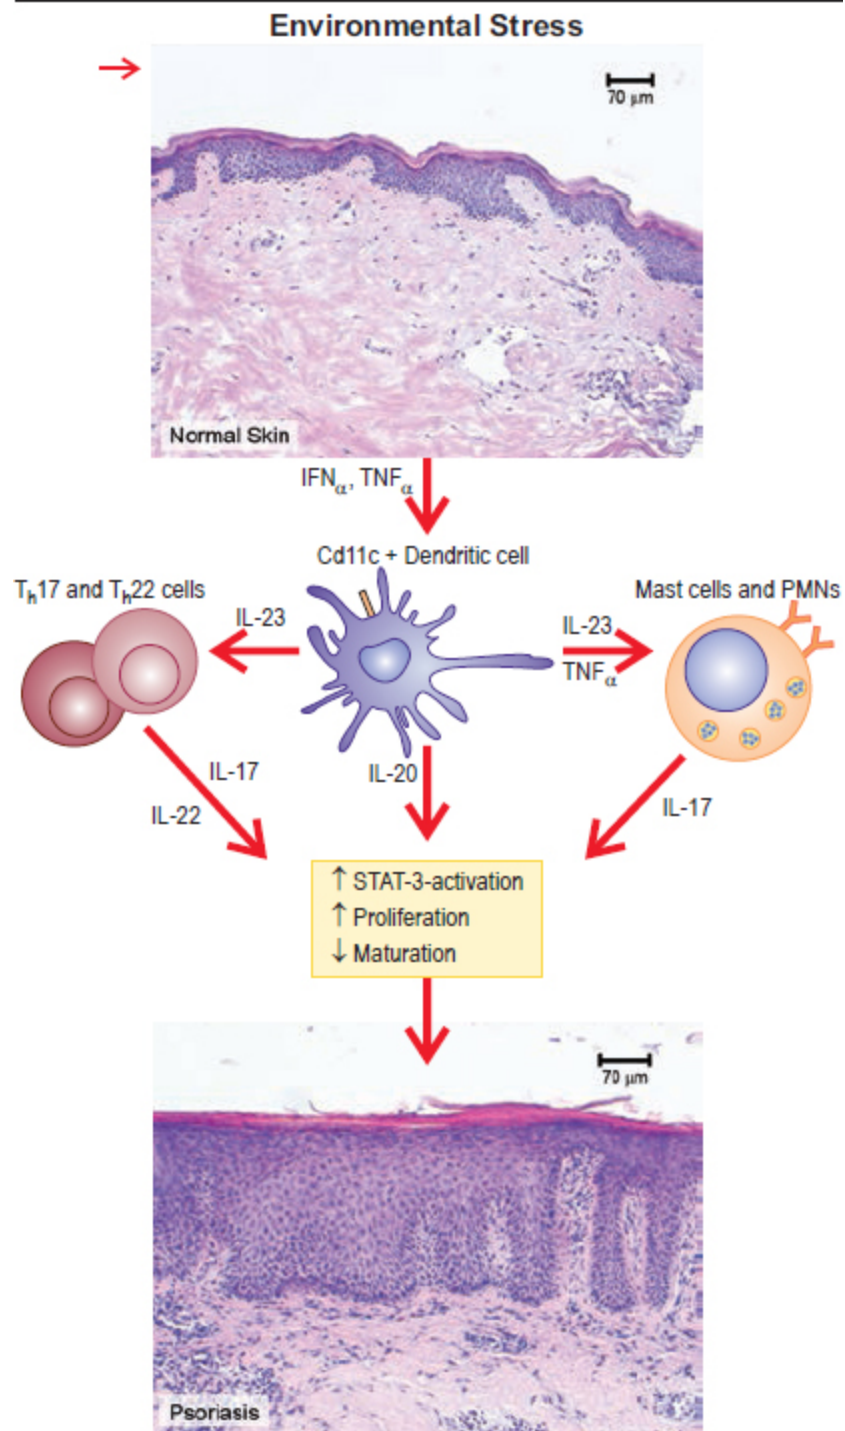 Environmental Stress
70 μm
Normal Skin
IFNα, TNFα
Cd11c + Dendritic cell
Th17 and Th22 cells
Mast cells and PMNs
IL-23
IL-23
TNFα
IL-17
IL-20
IL-22
IL-17
↑ STAT-3-activation
↑ Proliferation
↓ Maturation
70 μm
Psoriasis